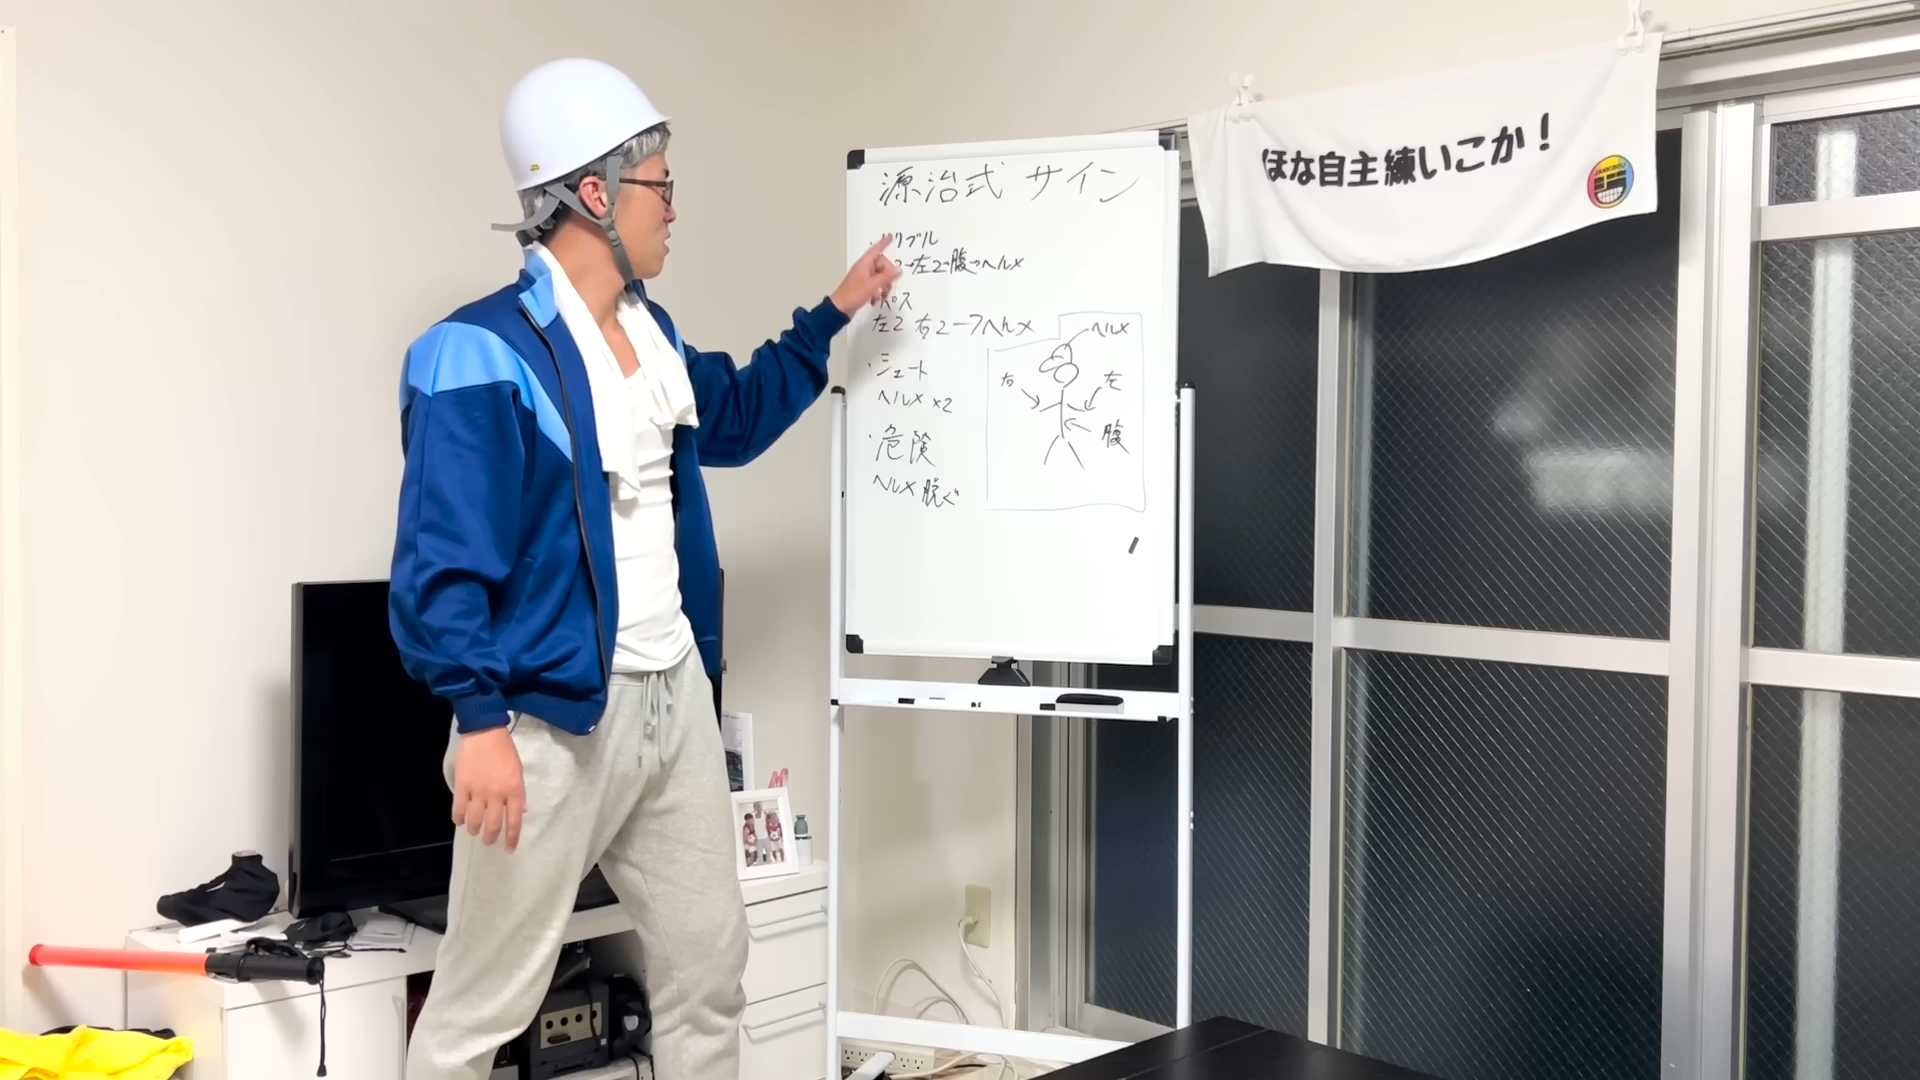 源治式 サイン
・ドリブル
2→左2→腹→ヘルメ
・パス
左2 右2→ヘルメ
・シュート
ヘルメ×2
・危険
ヘルメ脱ぐ
ヘルメ
右
左
腹
ほな自主練いこか！